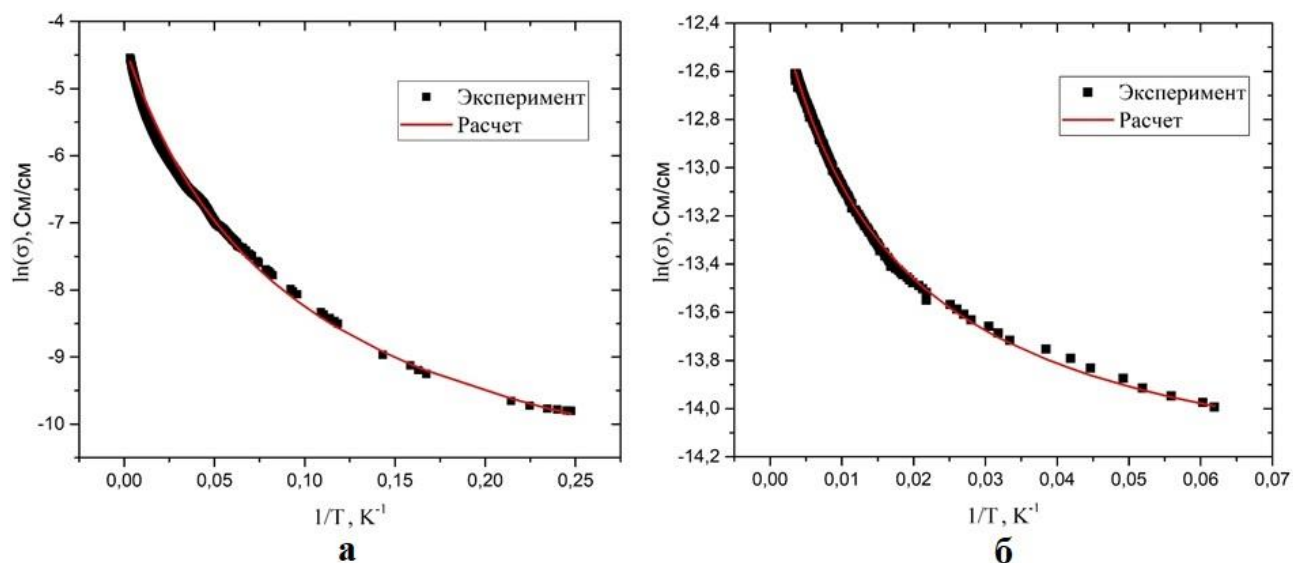 -4
-5
-6
-7
-8
-9
-10
ln(σ), См/см
Эксперимент
Расчет
0,00 0,05 0,10 0,15 0,20 0,25
1/T , K⁻¹
а
-12,4
-12,6
-12,8
-13,0
-13,2
-13,4
-13,6
-13,8
-14,0
-14,2
ln(σ), См/см
Эксперимент
Расчет
0,00 0,01 0,02 0,03 0,04 0,05 0,06 0,07
1/T , K⁻¹
б